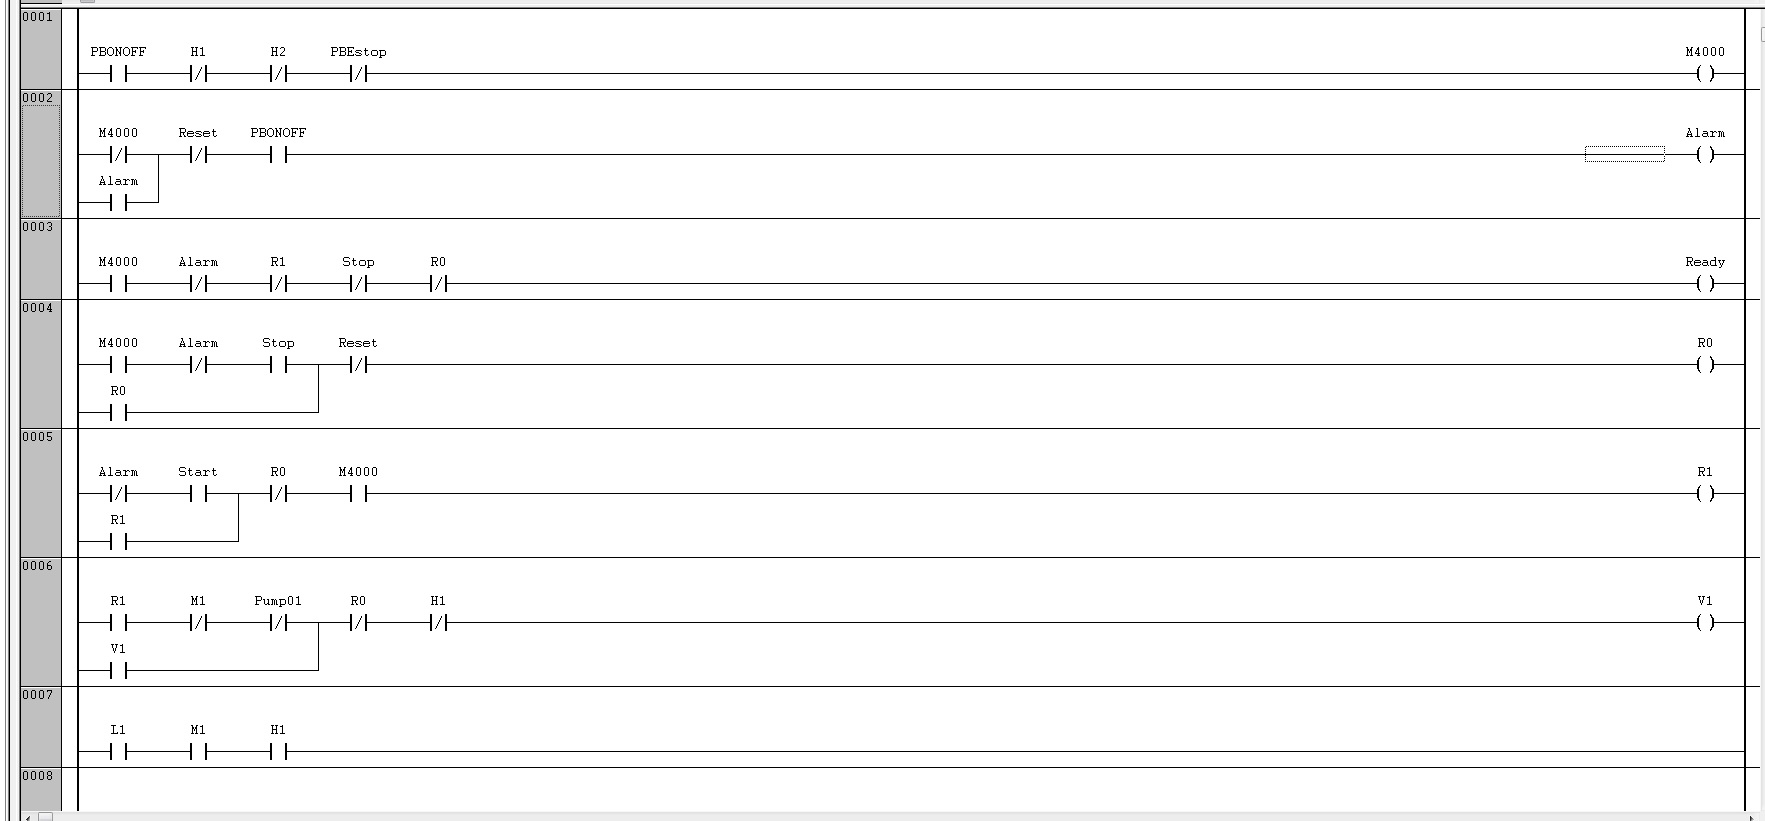 0001
PBONOFF H1 H2 PBEstop M4000
0002
M4000 Reset PBONOFF Alarm
Alarm
0003
M4000 Alarm R1 Stop R0 Ready
0004
M4000 Alarm Stop Reset R0
R0
0005
Alarm Start R0 M4000 R1
R1
0006
R1 M1 Pump01 R0 H1 V1
V1
0007
L1 M1 H1
0008